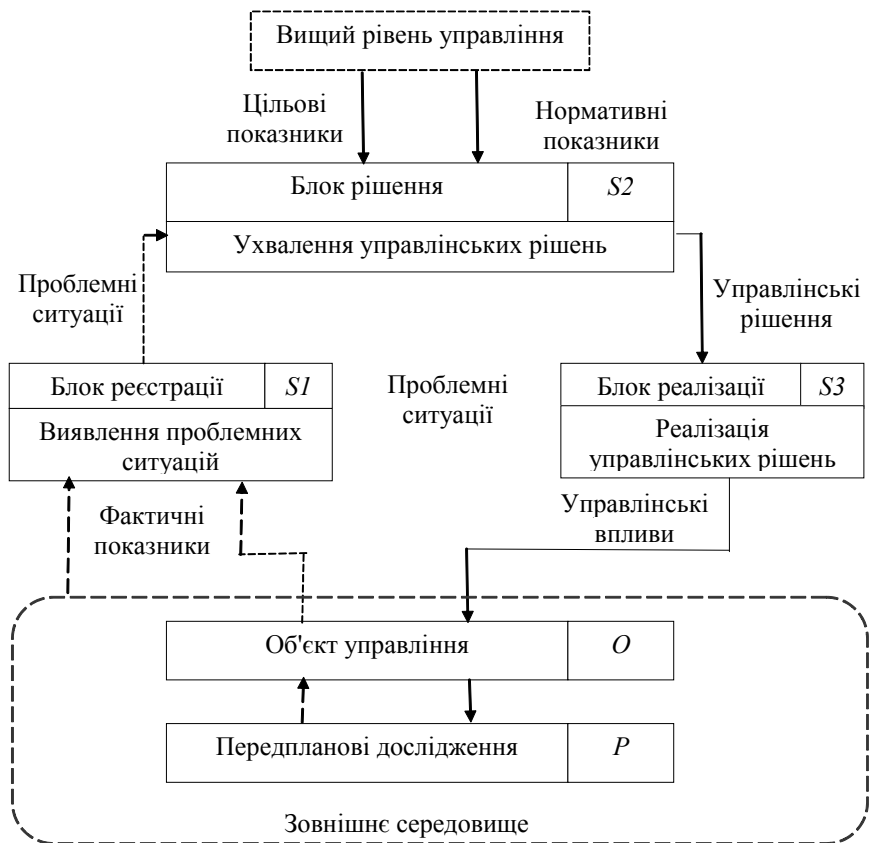 Вищий рівень управління
Цільові
показники
Нормативні
показники
Блок рішення
S2
Ухвалення управлінських рішень
Проблемні
ситуації
Управлінські
рішення
Блок реєстрації
S1
Виявлення проблемних
ситуацій
Проблемні
ситуації
Блок реалізації
S3
Реалізація
управлінських рішень
Фактичні
показники
Управлінські
впливи
Об'єкт управління
O
Передпланові дослідження
P
Зовнішнє середовище